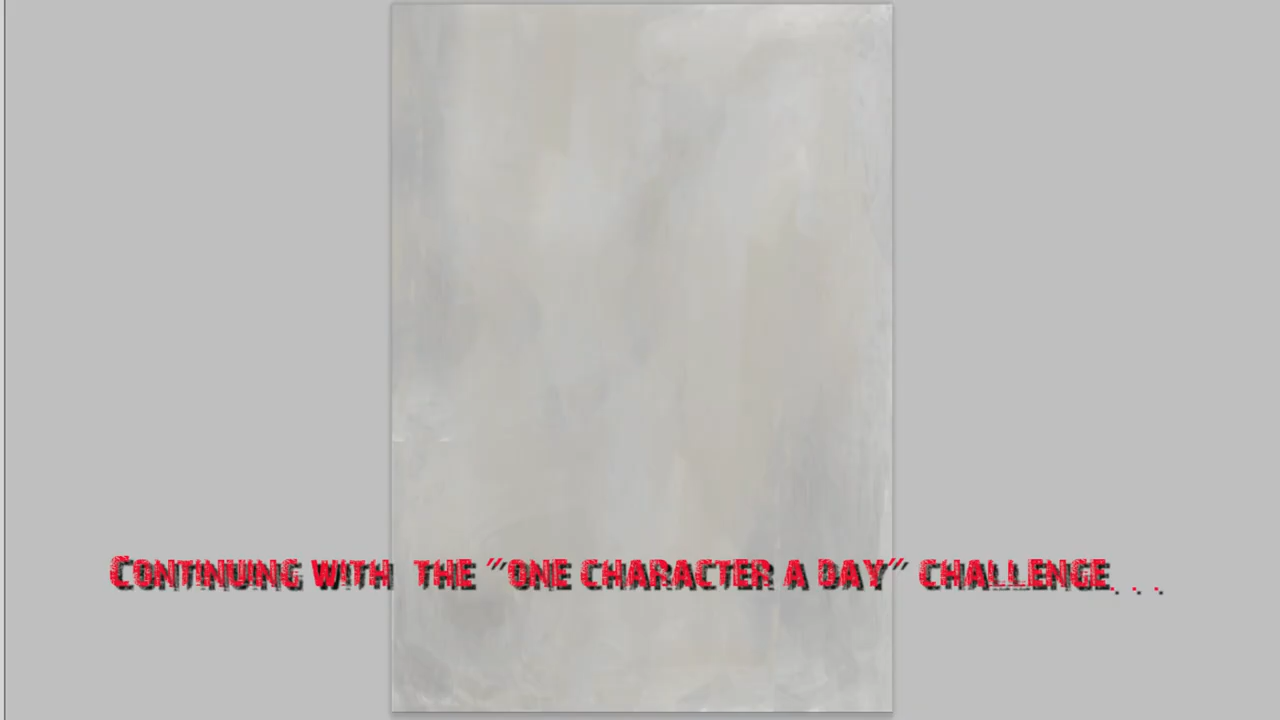 Continuing with the "one character a day" challenge. . .